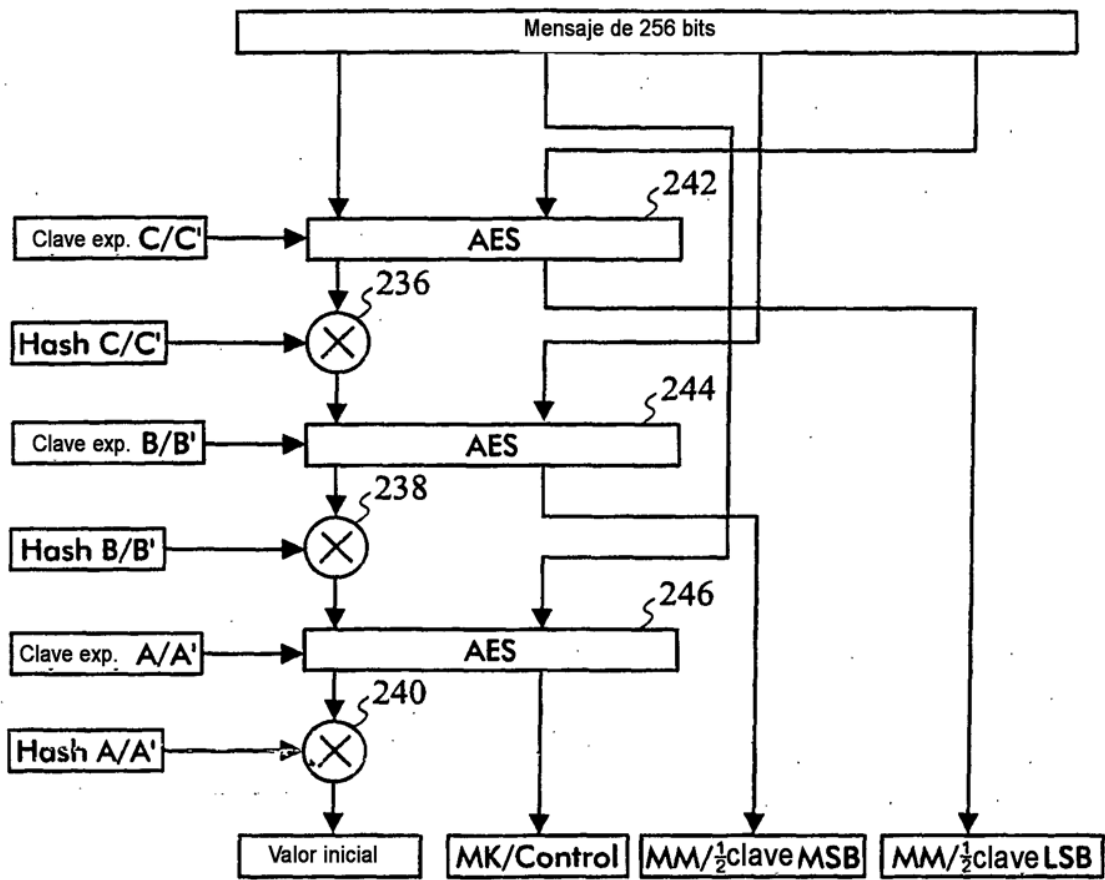 Mensaje de 256 bits
242
Clave exp. C/C'
AES
236
Hash C/C'
244
Clave exp. B/B'
AES
238
Hash B/B'
246
Clave exp. A/A'
AES
240
Hash A/A'
Valor inicial
MK/Control
MM/½clave MSB
MM/½clave LSB